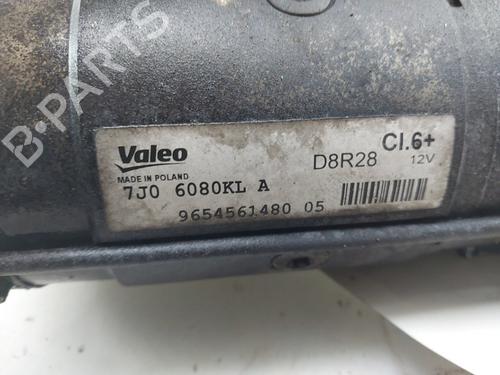 B-PARTS
Valeo
MADE IN POLAND
D8R28
Cl.6+
12V
7J0 6080KL A
9654561480 05